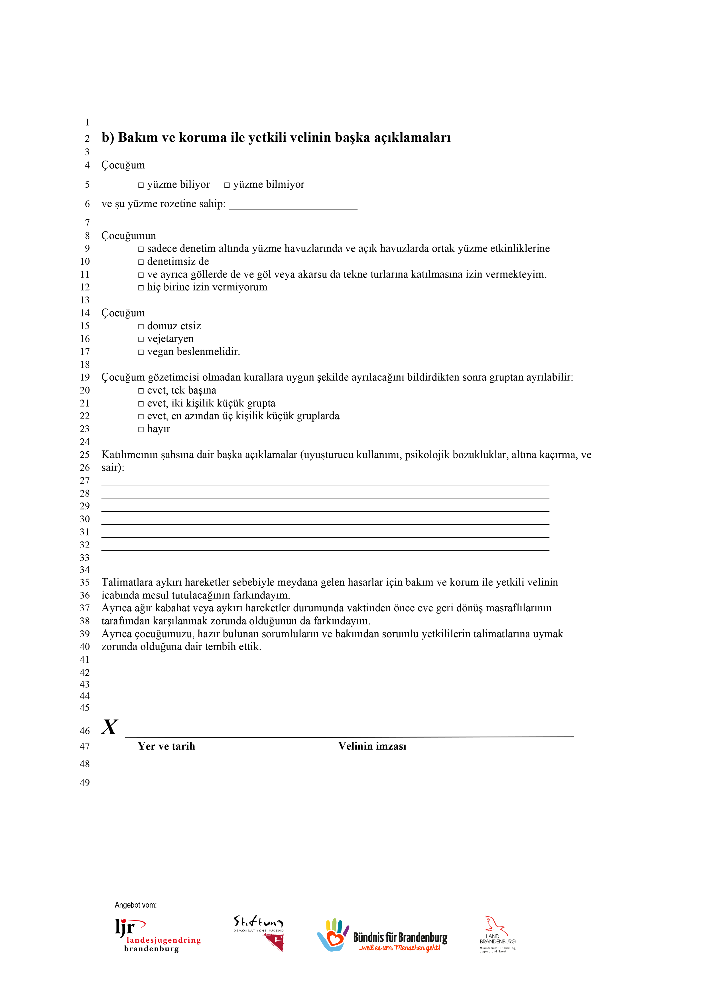 1
2 b) Bakım ve koruma ile yetkili velinin başka açıklamaları
3
4 Çocuğum
5 □ yüzme biliyor □ yüzme bilmiyor
6 ve şu yüzme rozetine sahip: ______________________
7
8 Çocuğumun
9 □ sadece denetim altında yüzme havuzlarında ve açık havuzlarda ortak yüzme etkinliklerine
10 □ denetimsiz de
11 □ ve ayrıca göllerde de ve göl veya akarsu da tekne turlarına katılmasına izin vermekteyim.
12 □ hiç birine izin vermiyorum
13
14 Çocuğum
15 □ domuz etsiz
16 □ vejetaryen
17 □ vegan beslenmelidir.
18
19 Çocuğum gözetimcisi olmadan kurallara uygun şekilde ayrılacağını bildirdikten sonra gruptan ayrılabilir:
20 □ evet, tek başına
21 □ evet, iki kişilik küçük grupta
22 □ evet, en azından üç kişilik küçük gruplarda
23 □ hayır
24
25 Katılımcının şahsına dair başka açıklamalar (uyuşturucu kullanımı, psikolojik bozukluklar, altına kaçırma, ve
26 sair):
27
28
29
30
31
32
33
34
35 Talimatlara aykırı hareketler sebebiyle meydana gelen hasarlar için bakım ve korum ile yetkili velinin
36 icabında mesul tutulacağının farkındayım.
37 Ayrıca ağır kabahat veya aykırı hareketler durumunda vaktinden önce eve geri dönüş masraflılarının
38 tarafımdan karşılanmak zorunda olduğunun da farkındayım.
39 Ayrıca çocuğumuzu, hazır bulunan sorumluların ve bakımdan sorumlu yetkililerin talimatlarına uymak
40 zorunda olduğuna dair tembih ettik.
41
42
43
44
45
46 X
47 Yer ve tarih Velinin imzası
48
49
Angebot vom:
ljr
landesjugendring
brandenburg
Stiftung
DEMOKRATISCHE JUGEND
Bündnis für Brandenburg
...weil es um Menschen geht!
LAND
BRANDENBURG
Ministerium für Bildung,
Jugend und Sport